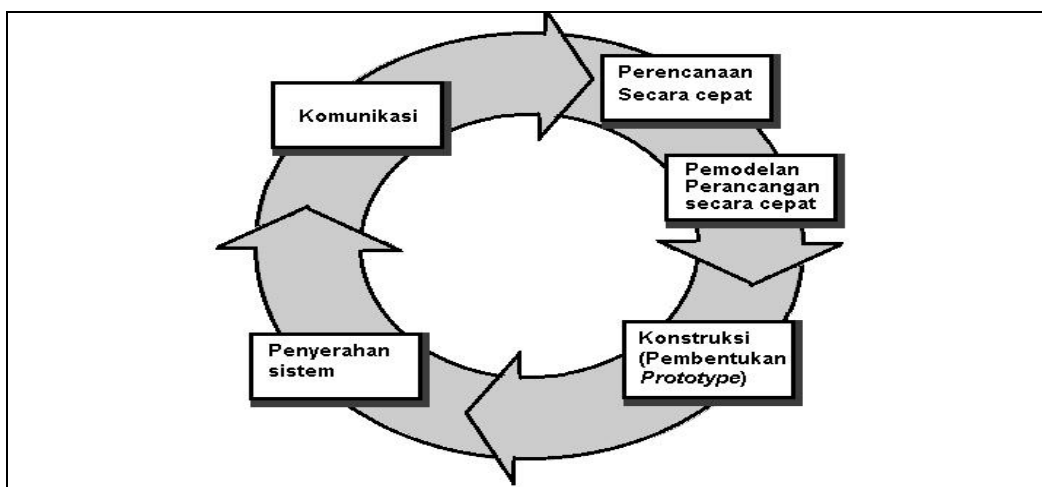 Komunikasi
Perencanaan
Secara cepat
Pemodelan
Perancangan
secara cepat
Konstruksi
(Pembentukan
Prototype)
Penyerahan
sistem